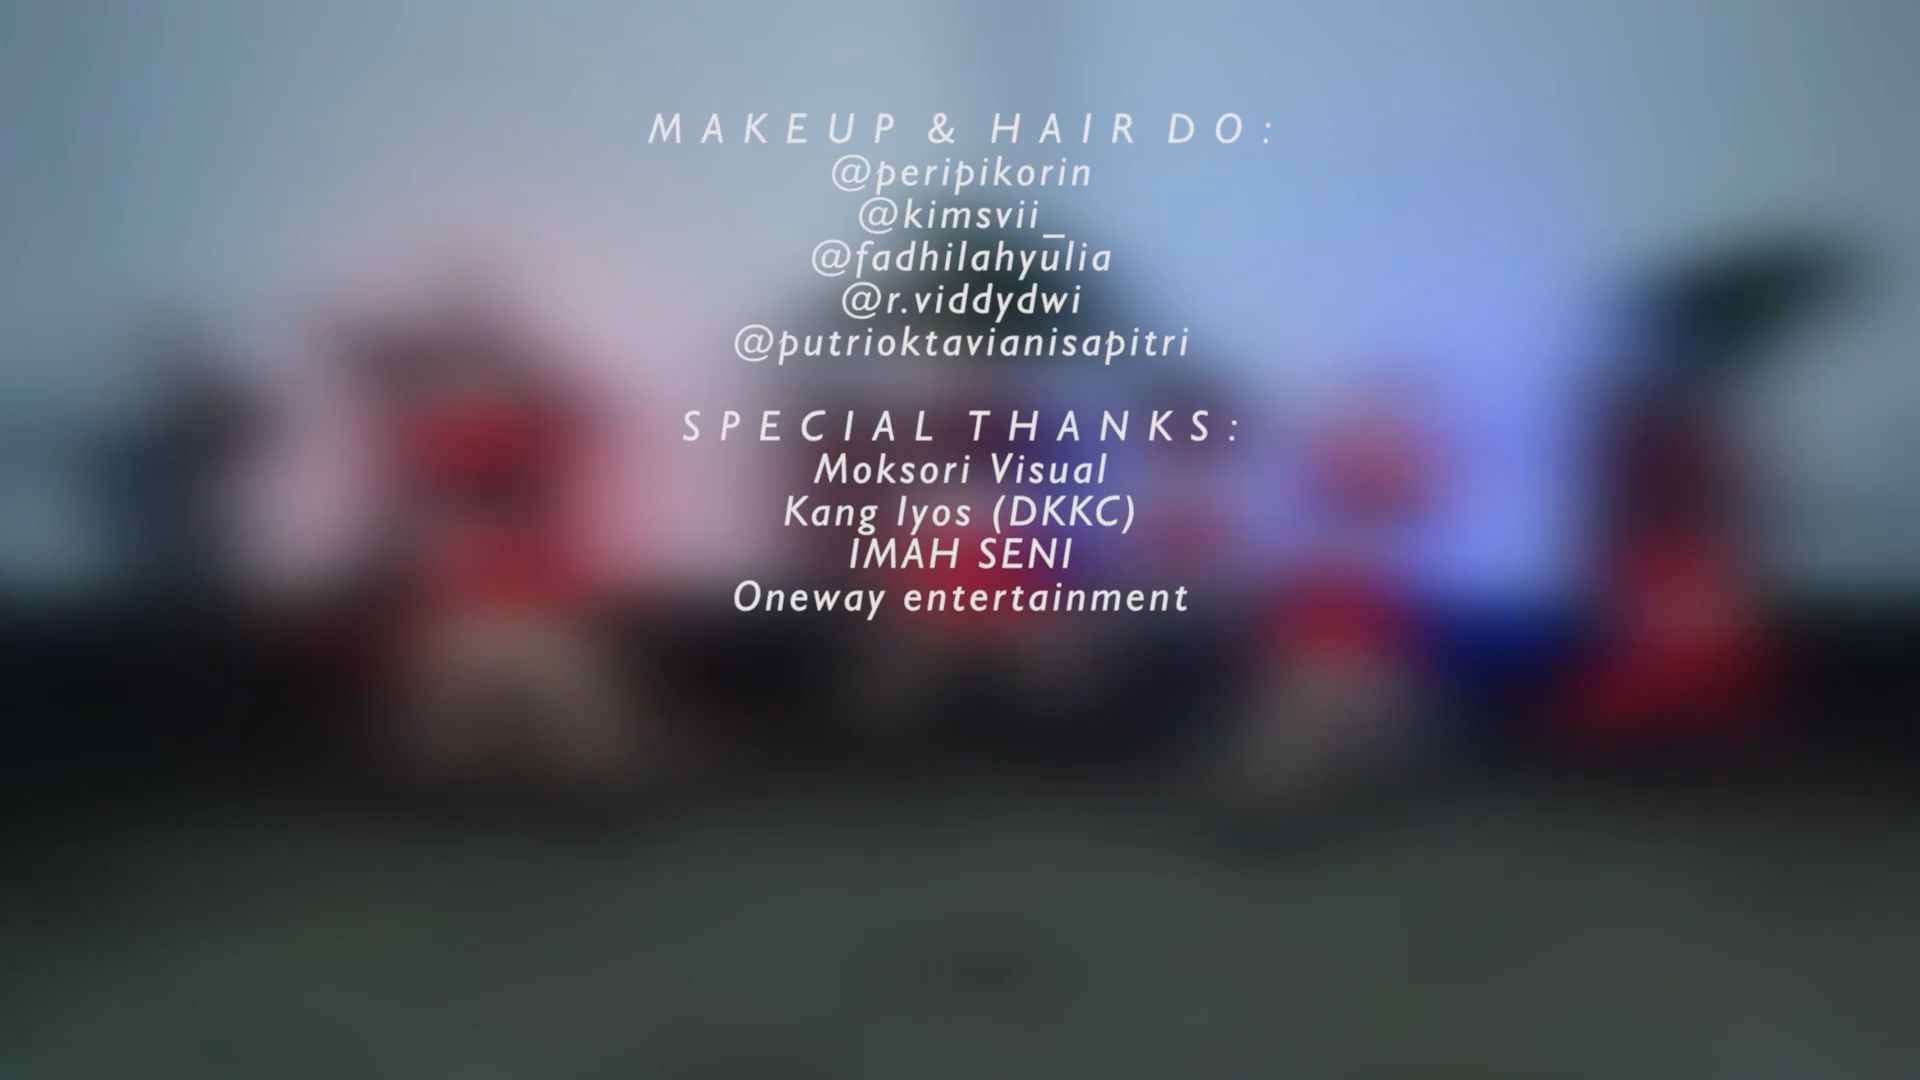 MAKEUP & HAIR DO:
@peripikorin
@kimsvii_
@fadhilahyulia
@r.viddydwi
@putrioktavianisapitri
SPECIAL THANKS:
Moksori Visual
Kang Iyos (DKKC)
IMAH SENI
Oneway entertainment